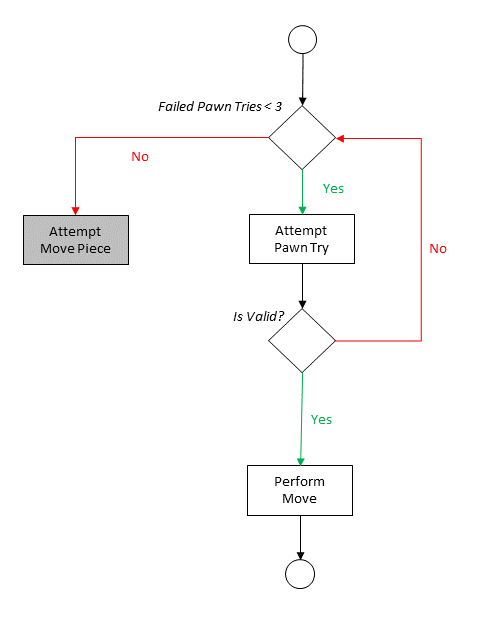 Failed Pawn Tries < 3
No
Yes
Attempt
Move Piece
Attempt
Pawn Try
No
Is Valid?
Yes
Perform
Move